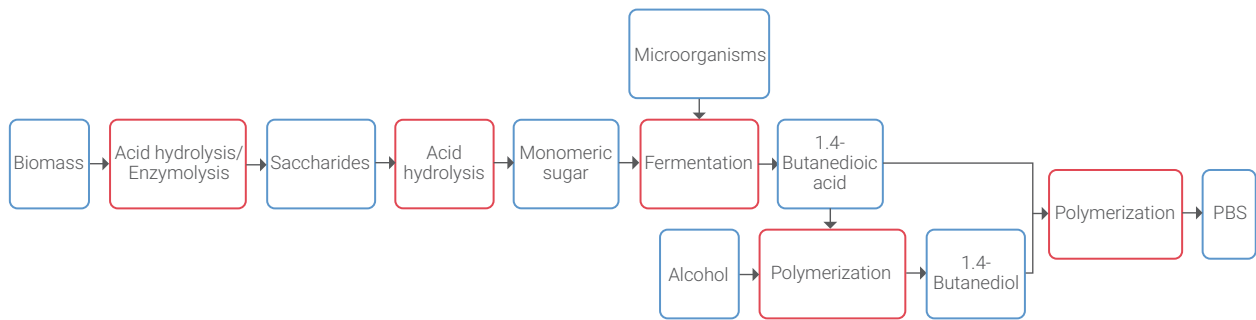 Microorganisms
Biomass
Acid hydrolysis/
Enzymolysis
Saccharides
Acid
hydrolysis
Monomeric
sugar
Fermentation
1.4-
Butanedioic
acid
Alcohol
Polymerization
1.4-
Butanediol
Polymerization
PBS